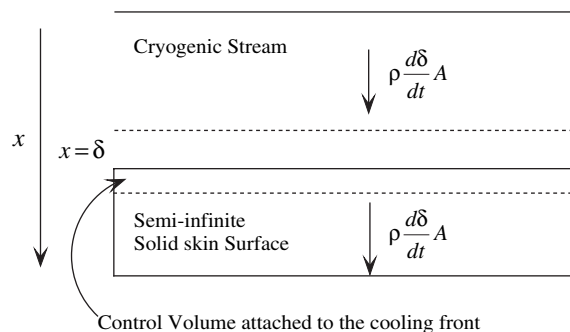 Cryogenic Stream
ρ dδ/dt A
x
x = δ
Semi-infinite
Solid skin Surface
ρ dδ/dt A
Control Volume attached to the cooling front